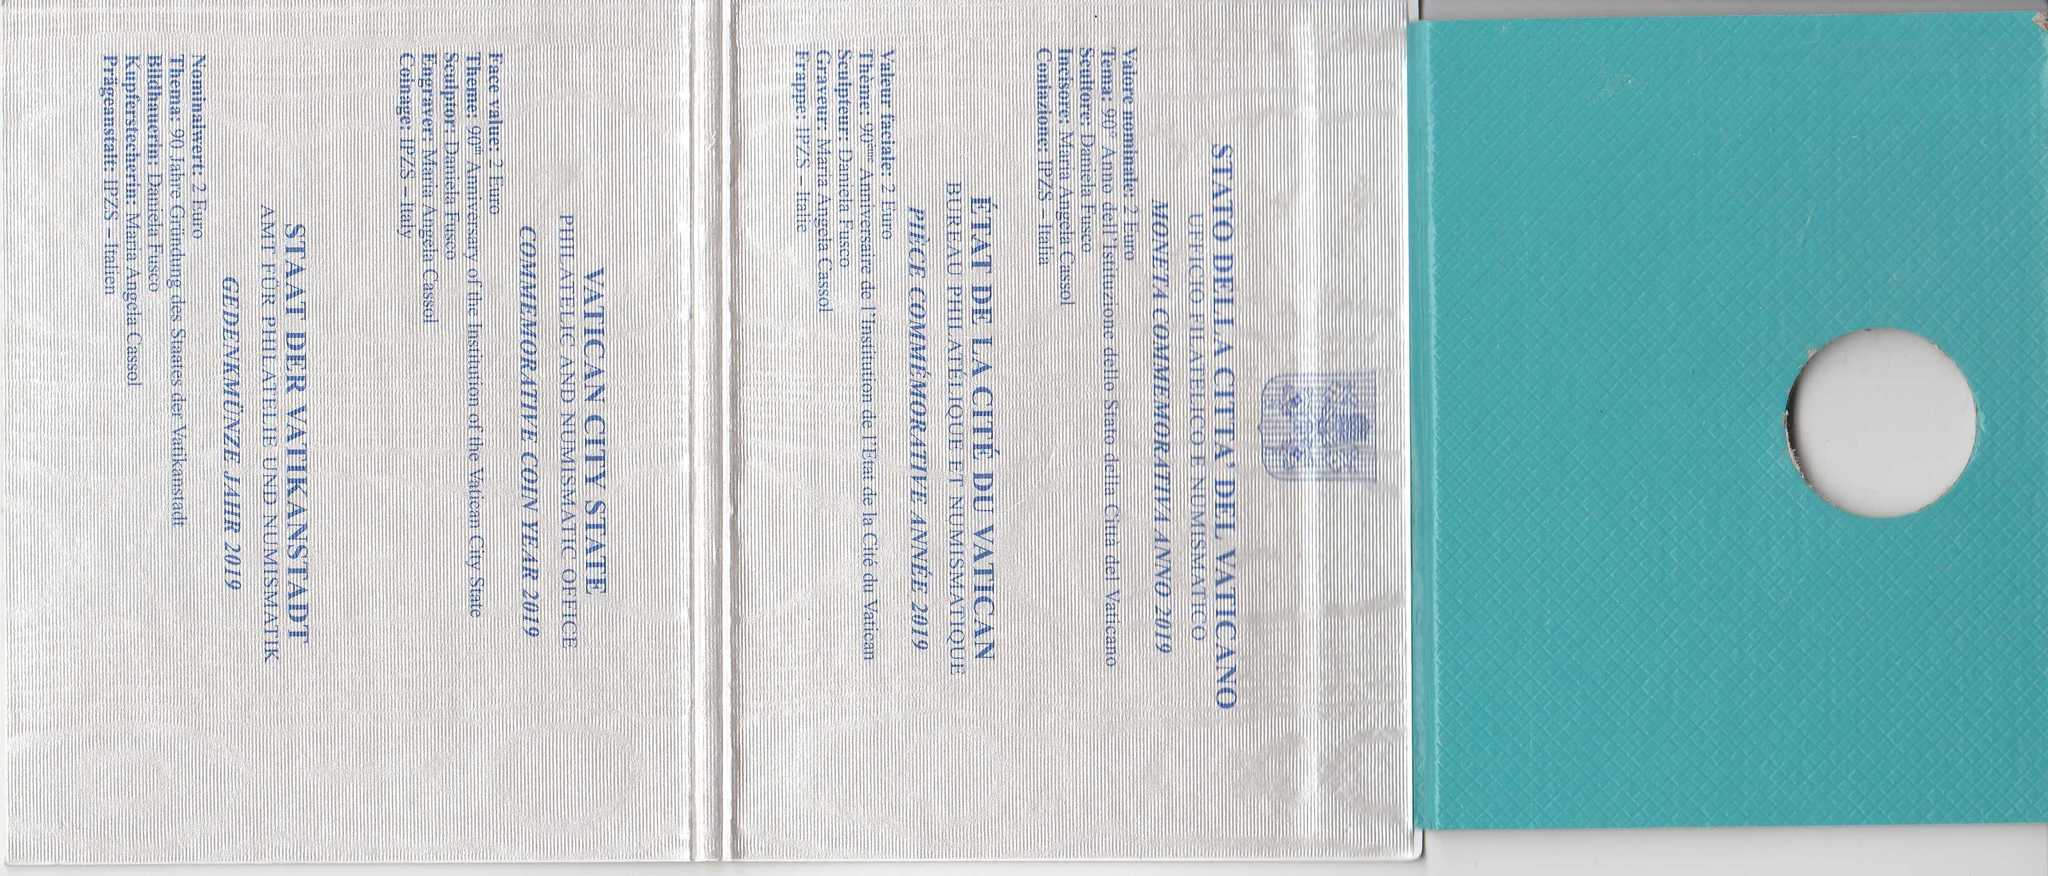 STATO DELLA CITTA' DEL VATICANO
UFFICIO FILATELICO E NUMISMATICO
MONETA COMMEMORATIVA ANNO 2019
Valore nominale: 2 Euro
Tema: 90° Anno dell'Istituzione dello Stato della Città del Vaticano
Scultore: Daniela Fusco
Incisore: Maria Angela Cassol
Coniazione: IPZS – Italia
ÉTAT DE LA CITÉ DU VATICAN
BUREAU PHILATÉLIQUE ET NUMISMATIQUE
PIÈCE COMMÉMORATIVE ANNÉE 2019
Valeur faciale: 2 Euro
Thème: 90ème Anniversaire de l'Institution de l'Etat de la Cité du Vatican
Sculpteur: Daniela Fusco
Graveur: Maria Angela Cassol
Frappe: IPZS – Italie
VATICAN CITY STATE
PHILATELIC AND NUMISMATIC OFFICE
COMMEMORATIVE COIN YEAR 2019
Face value: 2 Euro
Theme: 90th Anniversary of the Institution of the Vatican City State
Sculptor: Daniela Fusco
Engraver: Maria Angela Cassol
Coinage: IPZS – Italy
STAAT DER VATIKANSTADT
AMT FÜR PHILATELIE UND NUMISMATIK
GEDENKMÜNZE JAHR 2019
Nominalwert: 2 Euro
Thema: 90 Jahre Gründung des Staates der Vatikanstadt
Bildhauerin: Daniela Fusco
Kupferstecherin: Maria Angela Cassol
Prägeanstalt: IPZS – Italien